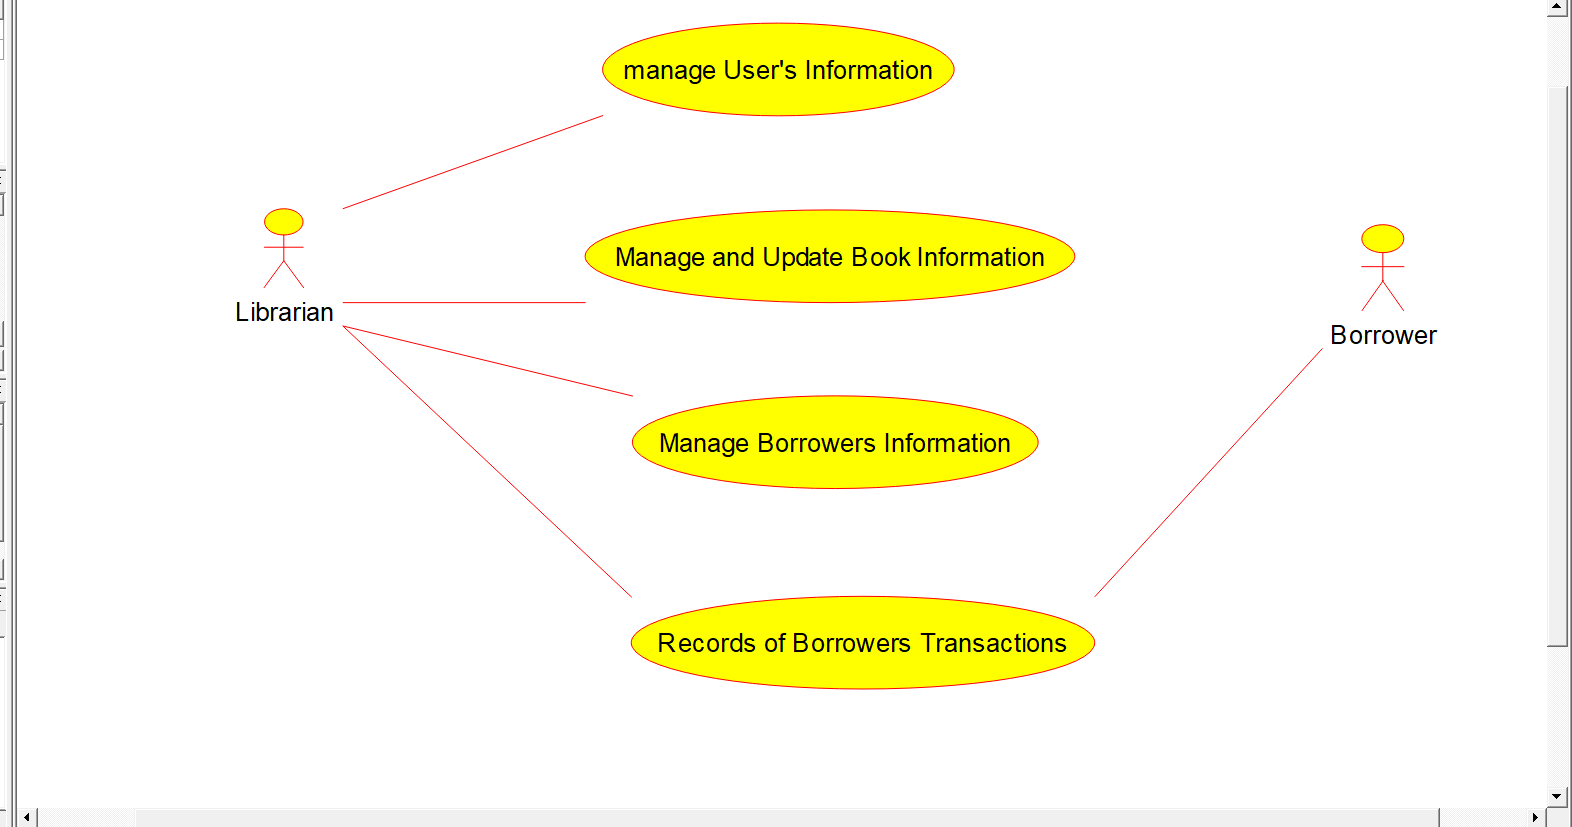 manage User's Information
Manage and Update Book Information
Librarian
Borrower
Manage Borrowers Information
Records of Borrowers Transactions